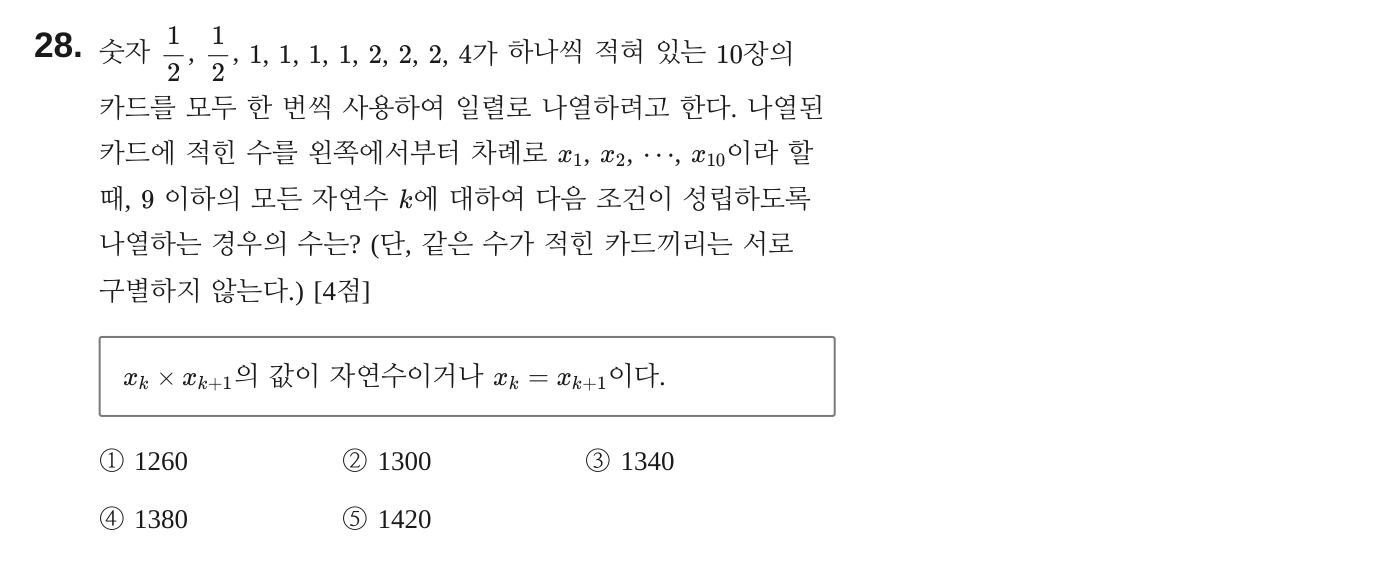 28. 숫자 1/2, 1/2, 1, 1, 1, 1, 2, 2, 2, 4가 하나씩 적혀 있는 10장의
카드를 모두 한 번씩 사용하여 일렬로 나열하려고 한다. 나열된
카드에 적힌 수를 왼쪽에서부터 차례로 x₁, x₂, ⋯, x₁₀이라 할
때, 9 이하의 모든 자연수 k에 대하여 다음 조건이 성립하도록
나열하는 경우의 수는? (단, 같은 수가 적힌 카드끼리는 서로
구별하지 않는다.) [4점]
xₖ × xₖ₊₁의 값이 자연수이거나 xₖ = xₖ₊₁이다.
① 1260 ② 1300 ③ 1340
④ 1380 ⑤ 1420